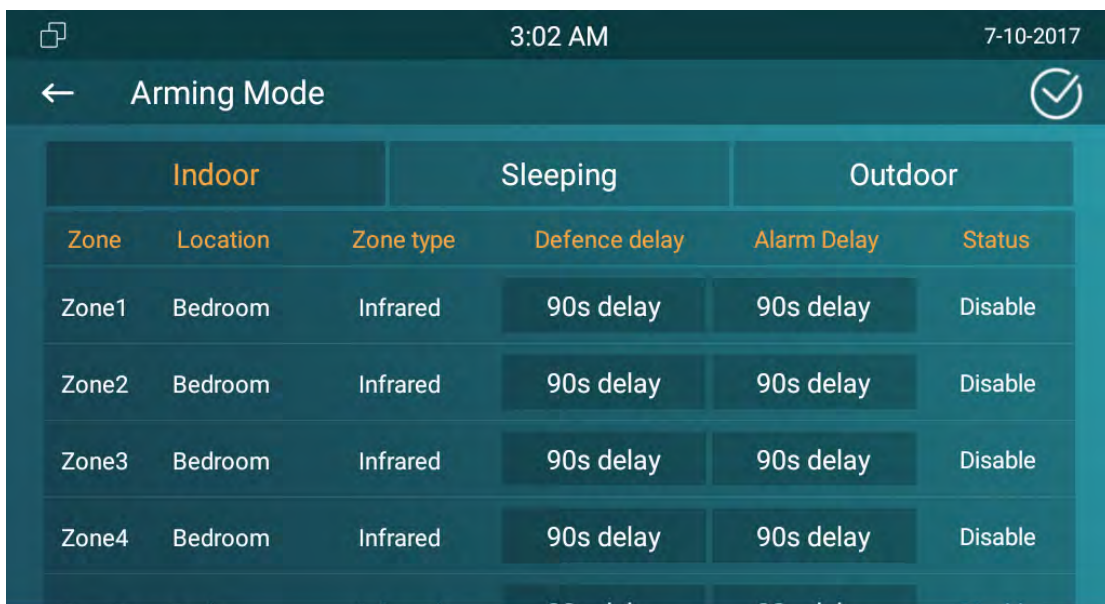 3:02 AM 7-10-2017
Arming Mode
Indoor Sleeping Outdoor
Zone Location Zone type Defence delay Alarm Delay Status
Zone1 Bedroom Infrared 90s delay 90s delay Disable
Zone2 Bedroom Infrared 90s delay 90s delay Disable
Zone3 Bedroom Infrared 90s delay 90s delay Disable
Zone4 Bedroom Infrared 90s delay 90s delay Disable